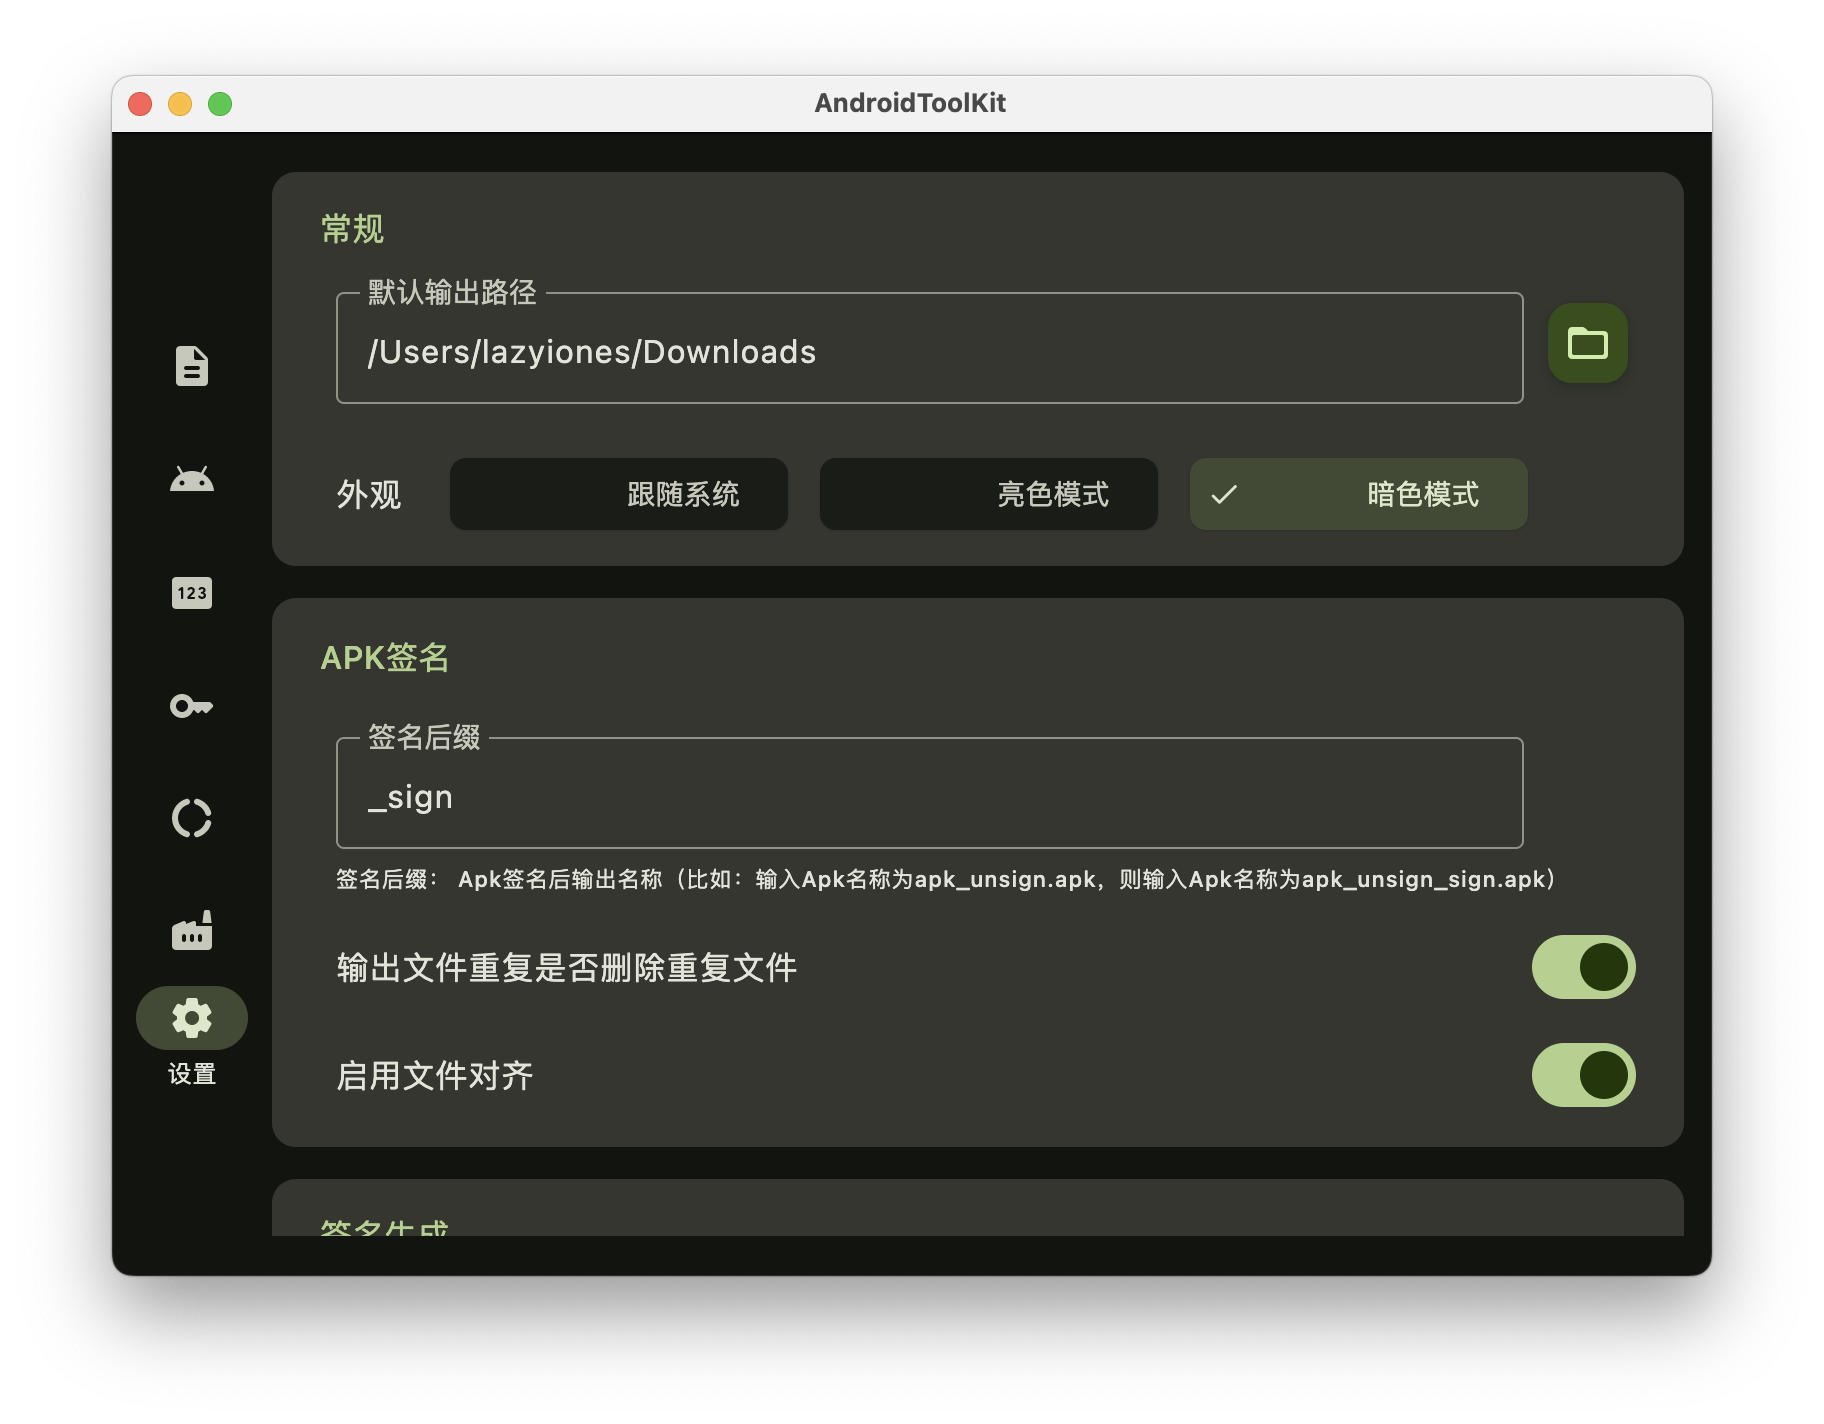 AndroidToolKit
常规
默认输出路径
/Users/lazyiones/Downloads
外观
跟随系统
亮色模式
暗色模式
123
APK签名
签名后缀
_sign
签名后缀： Apk签名后输出名称（比如：输入Apk名称为apk_unsign.apk，则输入Apk名称为apk_unsign_sign.apk）
输出文件重复是否删除重复文件
启用文件对齐
设置
签名生成